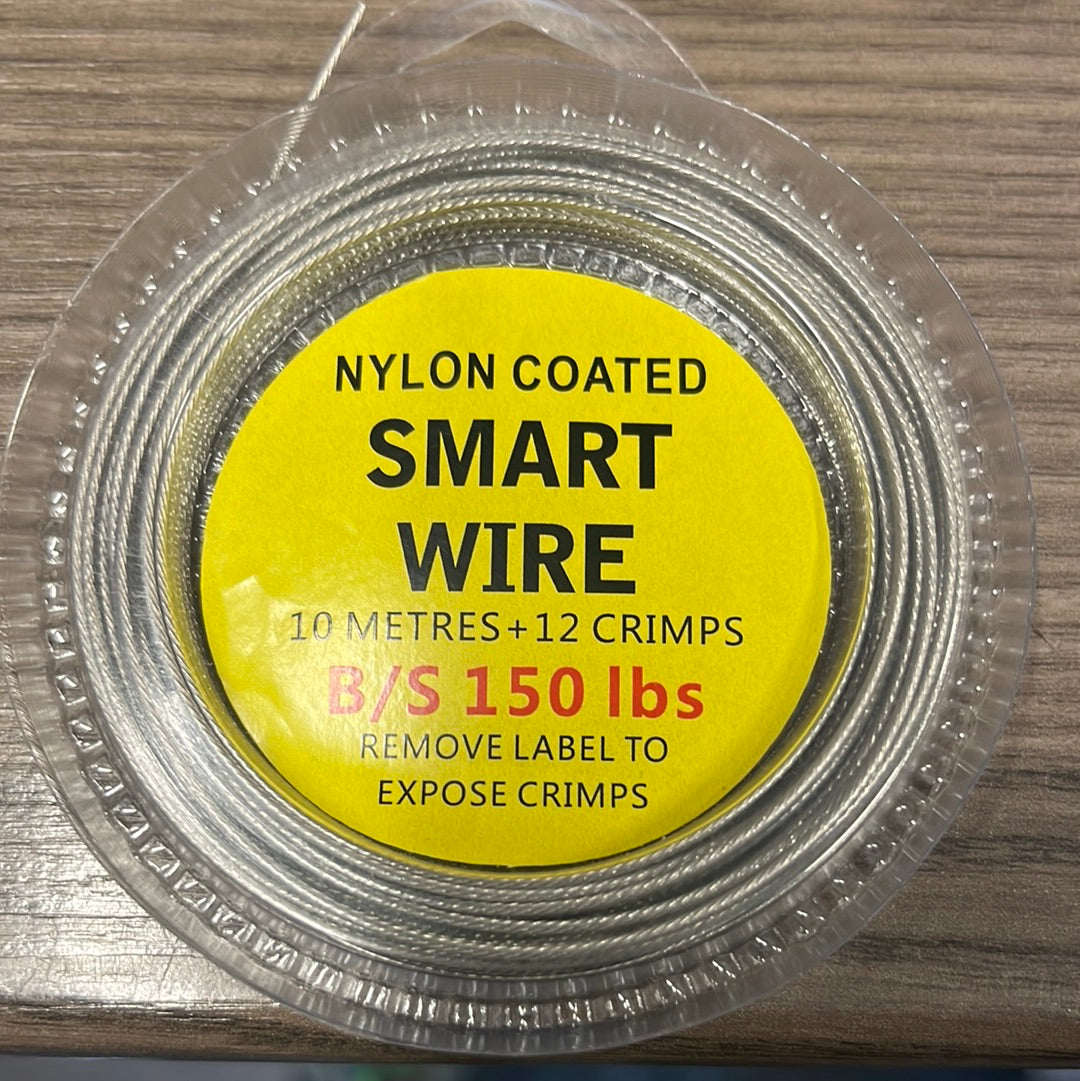 NYLON COATED
SMART
WIRE
10 METRES+12 CRIMPS
B/S 150 lbs
REMOVE LABEL TO
EXPOSE CRIMPS